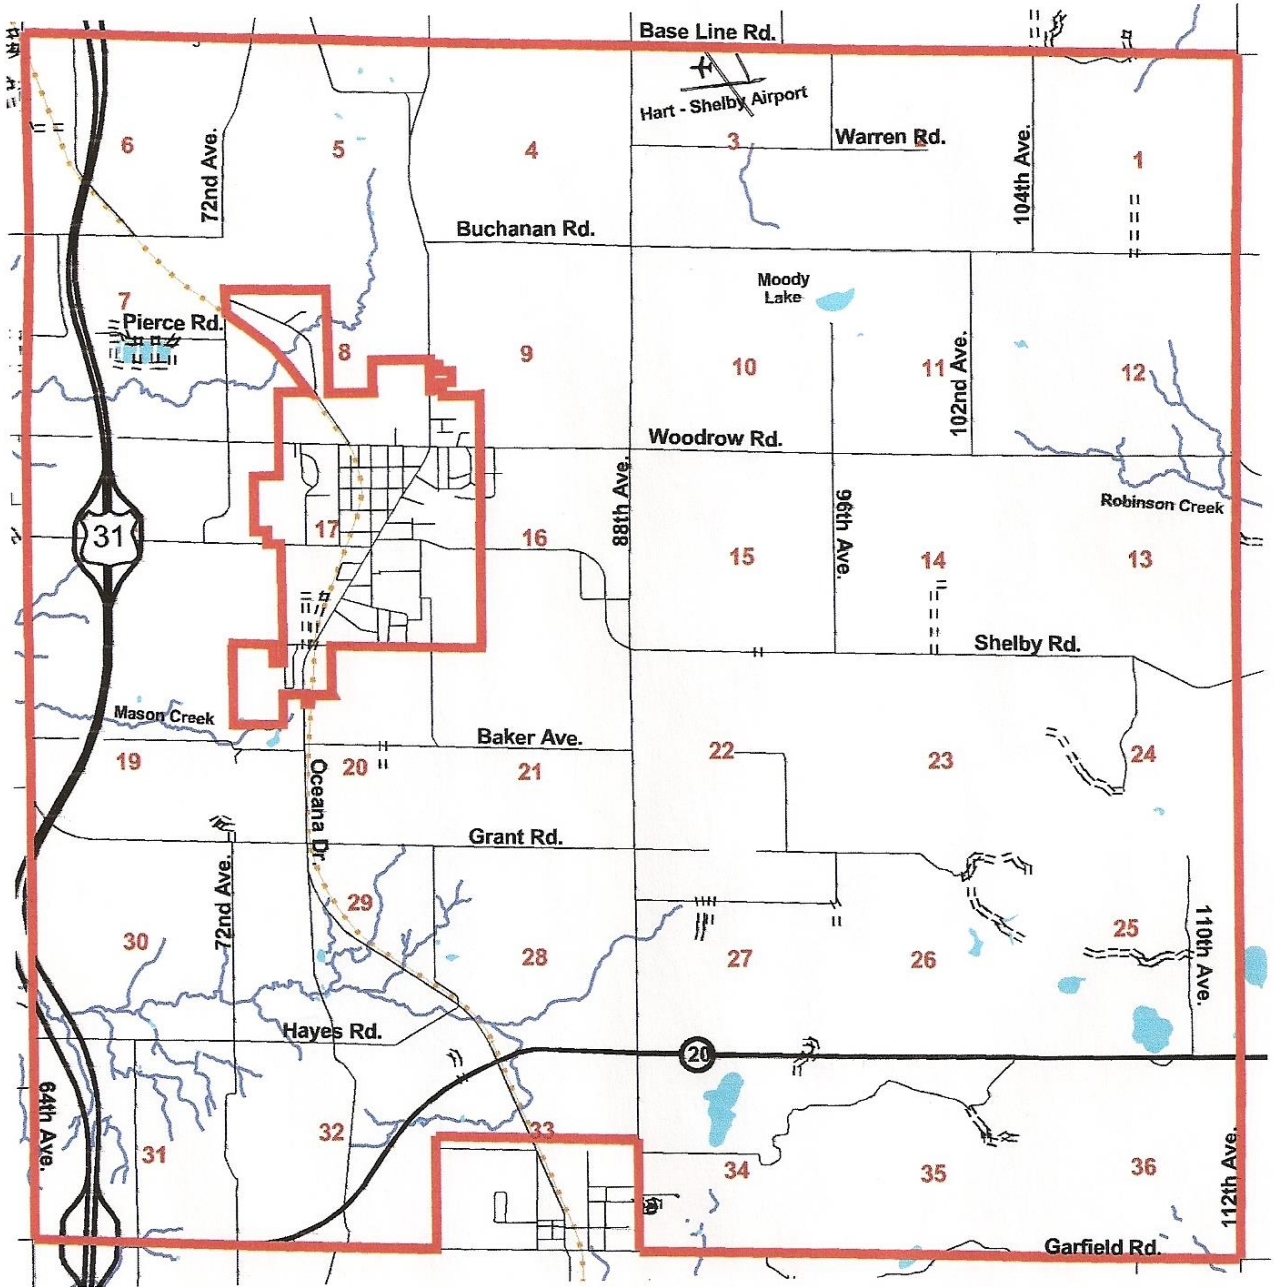 Base Line Rd.
Hart - Shelby Airport
6
5
4
3
Warren Rd.
2
1
72nd Ave.
104th Ave.
Buchanan Rd.
Moody
Lake
7
Pierce Rd.
8
9
10
11
12
102nd Ave.
Woodrow Rd.
88th Ave.
96th Ave.
Robinson Creek
31
17
16
15
14
13
Shelby Rd.
Mason Creek
Baker Ave.
19
20
21
22
23
24
Oceana Dr.
Grant Rd.
72nd Ave.
29
30
28
27
26
25
110th Ave.
Hayes Rd.
20
64th Ave.
31
32
33
34
35
36
112th Ave.
Garfield Rd.